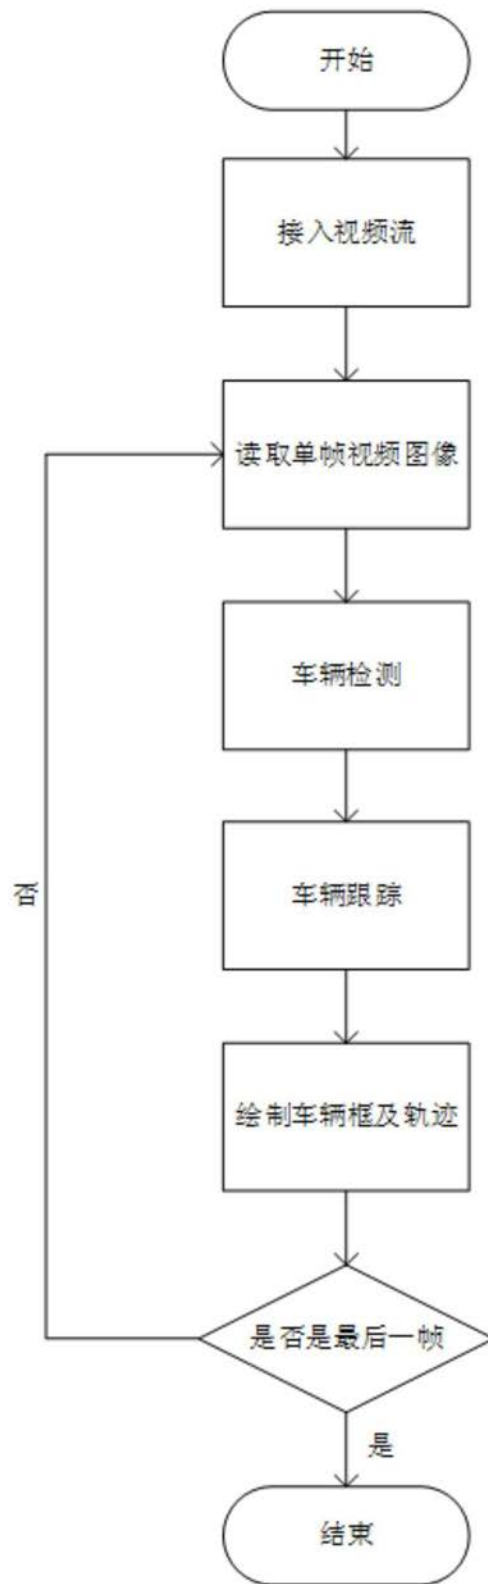 开始
接入视频流
读取单帧视频图像
车辆检测
车辆跟踪
否
绘制车辆框及轨迹
是否是最后一帧
是
结束